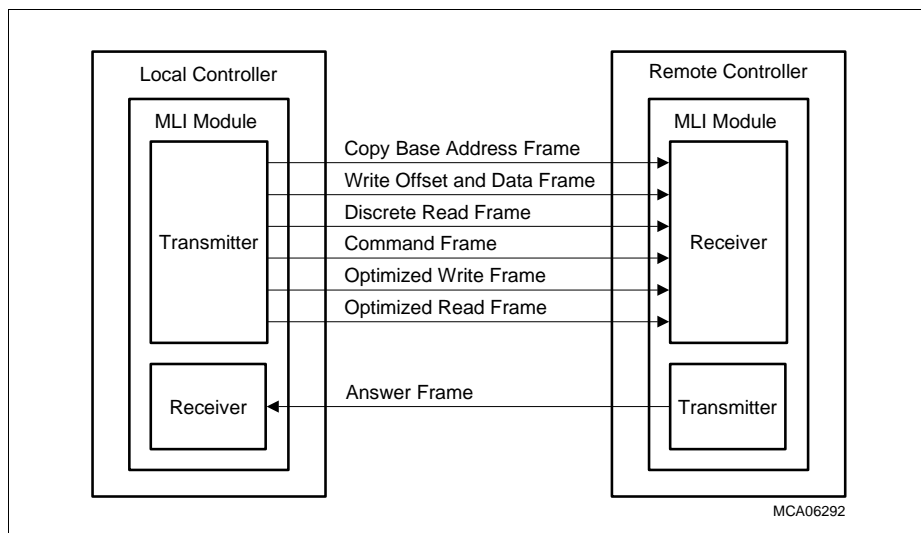 Local Controller
Remote Controller
MLI Module
MLI Module
Copy Base Address Frame
Write Offset and Data Frame
Discrete Read Frame
Transmitter
Command Frame
Receiver
Optimized Write Frame
Optimized Read Frame
Receiver
Answer Frame
Transmitter
MCA06292